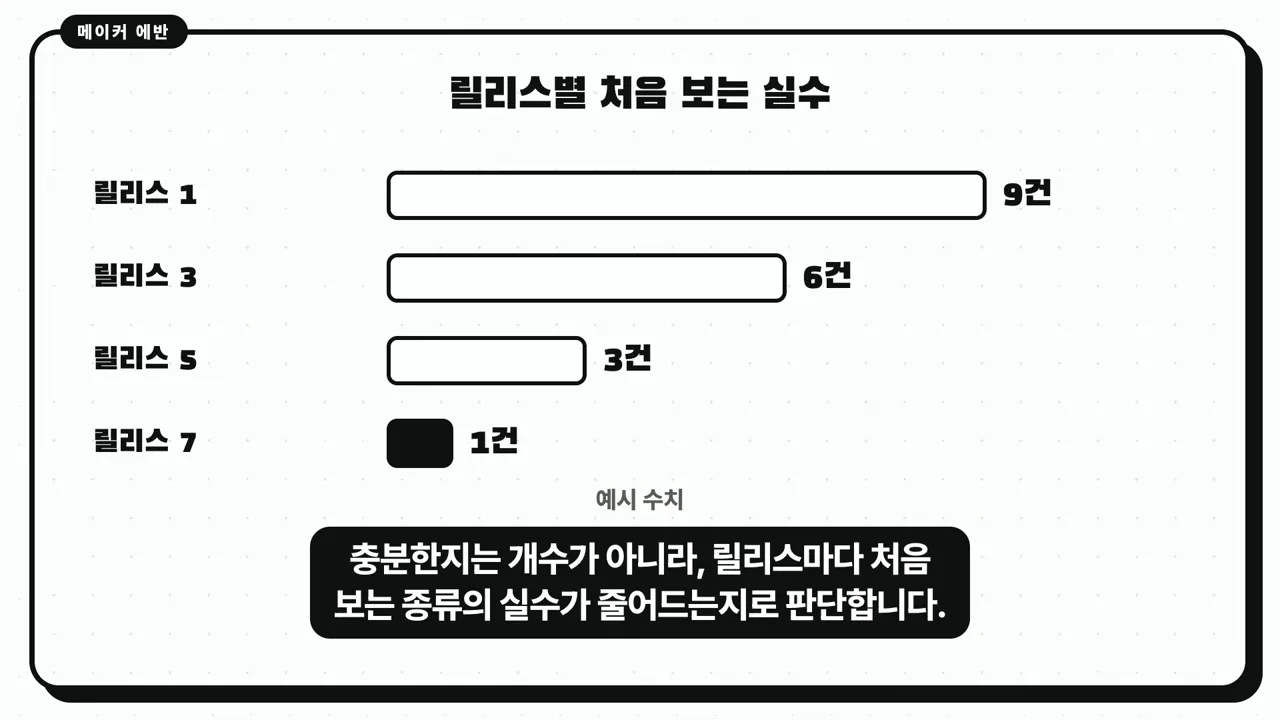 메이커 에반
릴리스별 처음 보는 실수
릴리스 1
9건
릴리스 3
6건
릴리스 5
3건
릴리스 7
1건
예시 수치
충분한지는 개수가 아니라, 릴리스마다 처음
보는 종류의 실수가 줄어드는지로 판단합니다.